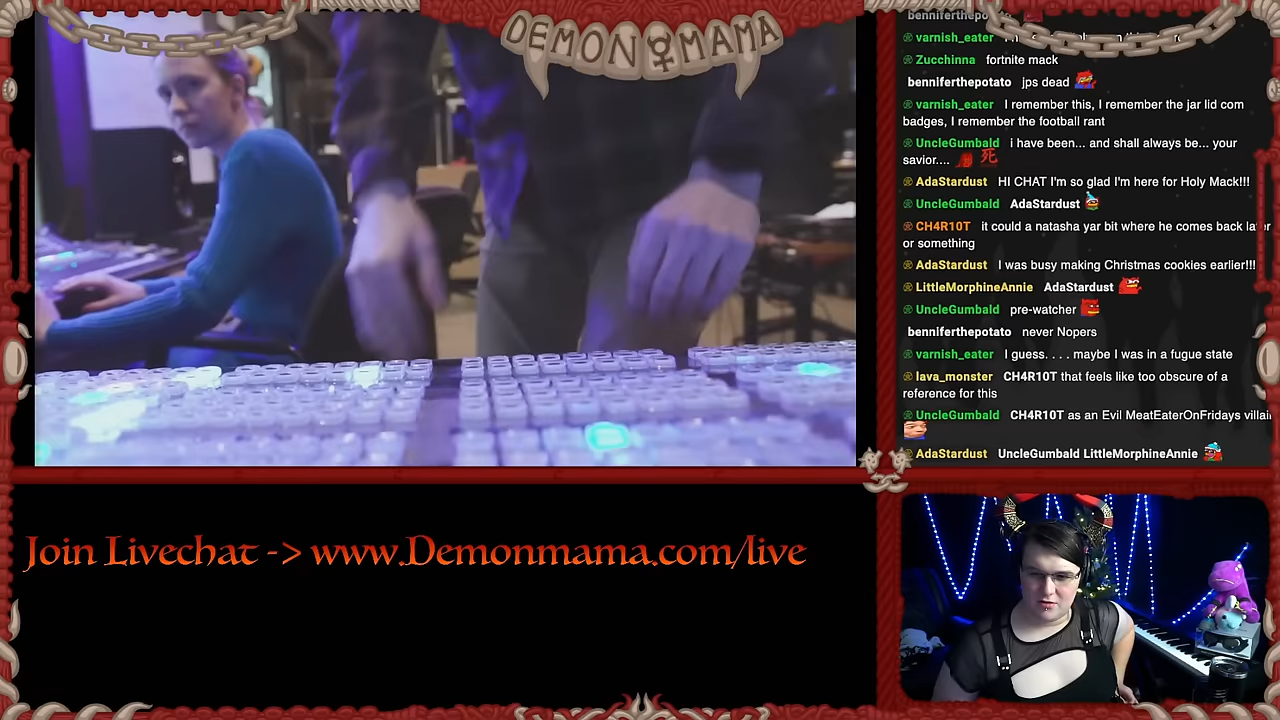 DEMON MAMA
benniferthepo
varnish_eater
Zucchinna fortnite mack
benniferthepotato jps dead
varnish_eater I remember this, I remember the jar lid com
badges, I remember the football rant
UncleGumbald i have been... and shall always be... your
savior.... 死
AdaStardust HI CHAT I'm so glad I'm here for Holy Mack!!!
UncleGumbald AdaStardust
CH4R10T it could a natasha yar bit where he comes back later
or something
AdaStardust I was busy making Christmas cookies earlier!!!
LittleMorphineAnnie AdaStardust
UncleGumbald pre-watcher
benniferthepotato never Nopers
varnish_eater I guess. . . . maybe I was in a fugue state
lava_monster CH4R10T that feels like too obscure of a
reference for this
UncleGumbald CH4R10T as an Evil MeatEaterOnFridays villain
AdaStardust UncleGumbald LittleMorphineAnnie
Join Livechat -> www.Demonmama.com/live